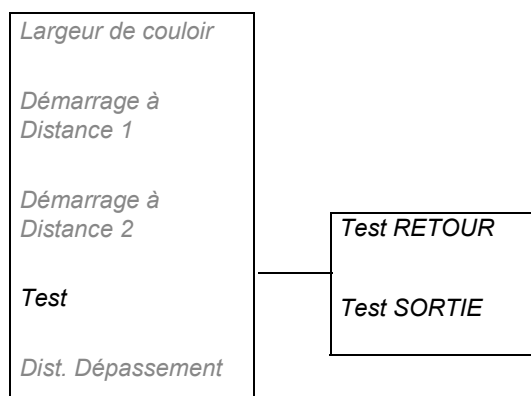 Largeur de couloir
Démarrage à
Distance 1
Démarrage à
Distance 2
Test
Dist. Dépassement
Test RETOUR
Test SORTIE